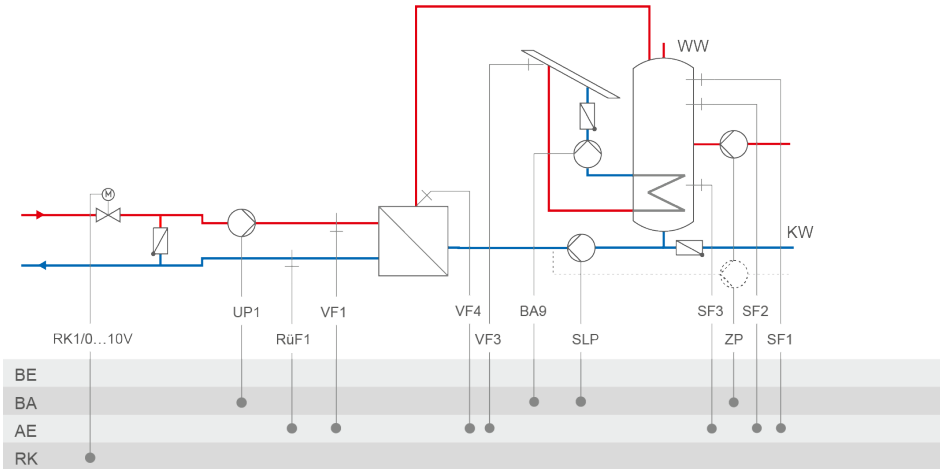 WW
M
KW
UP1
VF1
VF4
BA9
SF3
SF2
RK1/0...10V
RüF1
VF3
SLP
ZP
SF1
BE
BA
AE
RK